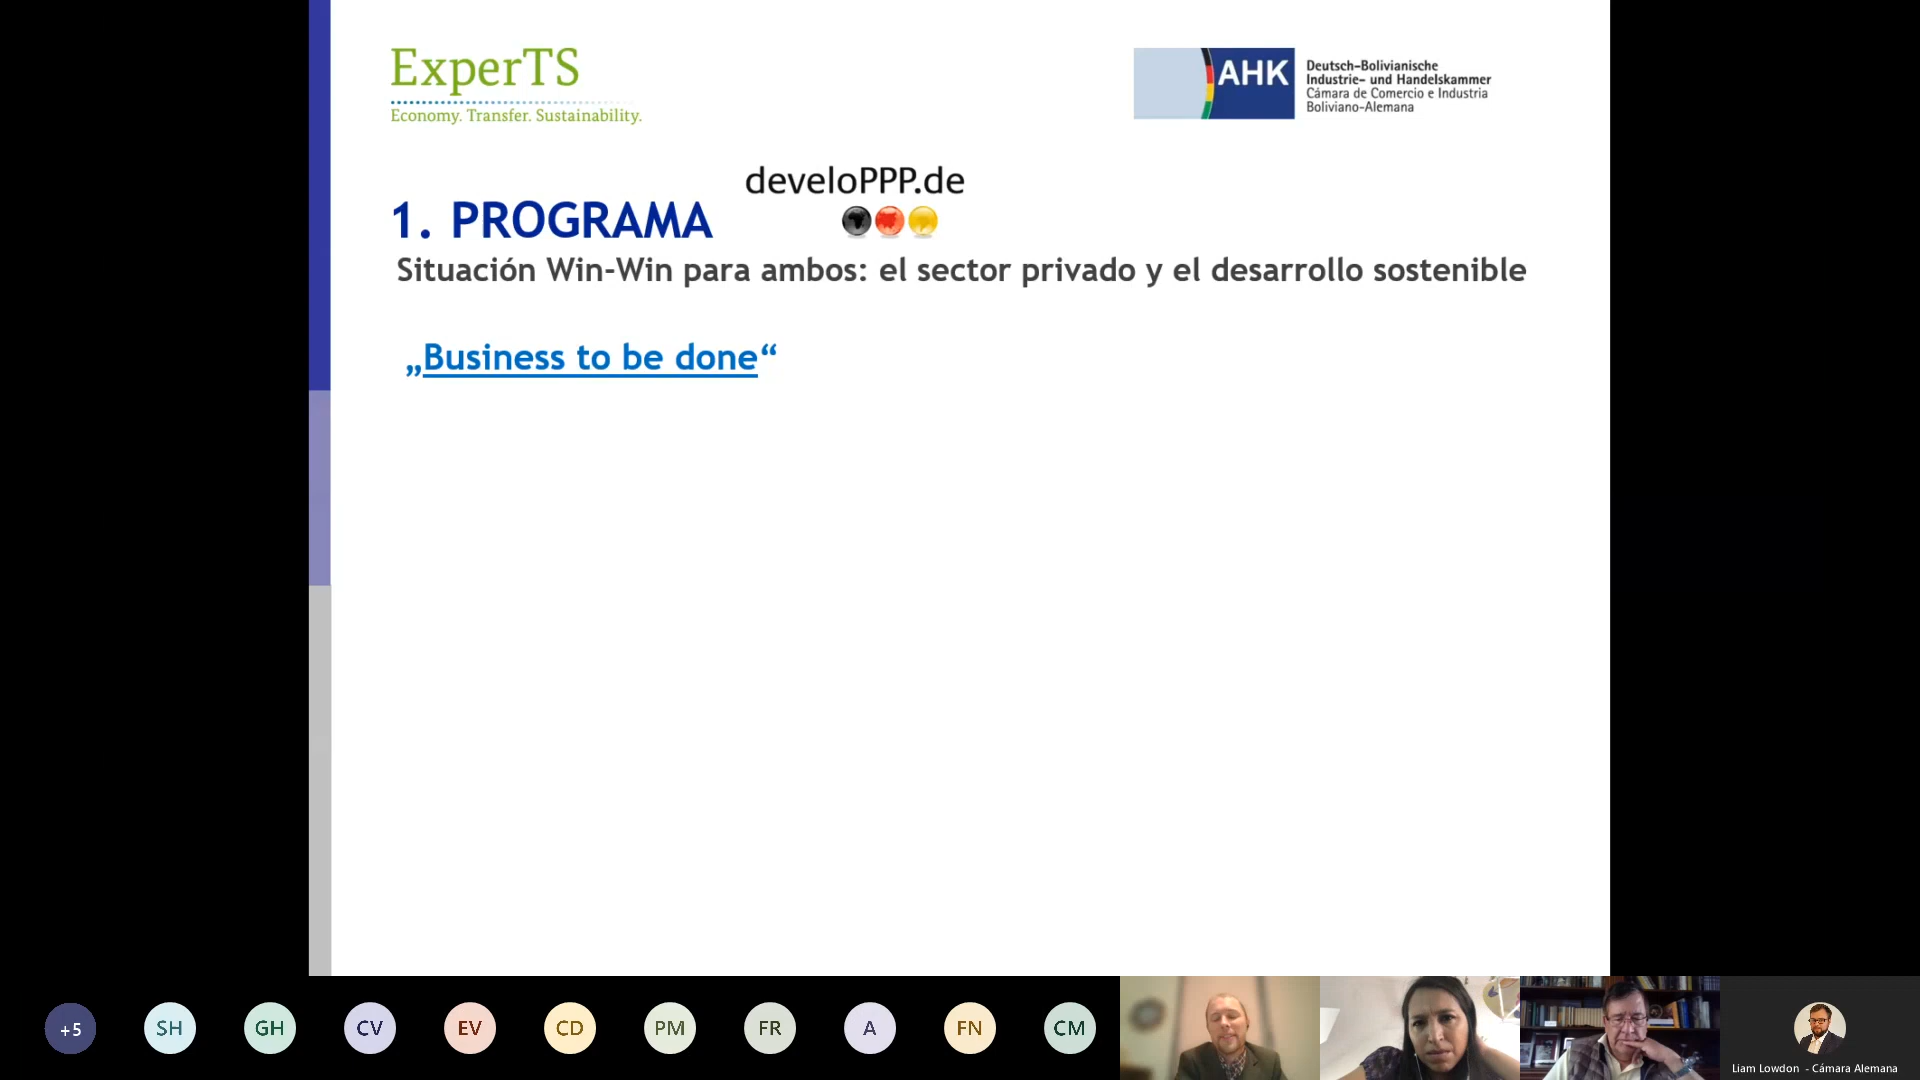 ExperTS
Economy. Transfer. Sustainability.
AHK
Deutsch-Bolivianische
Industrie- und Handelskammer
Cámara de Comercio e Industria
Boliviano-Alemana
develoPPP.de
1. PROGRAMA
Situación Win-Win para ambos: el sector privado y el desarrollo sostenible
„Business to be done“
+5
SH
GH
CV
EV
CD
PM
FR
A
FN
CM
Liam Lowdon - Cámara Alemana